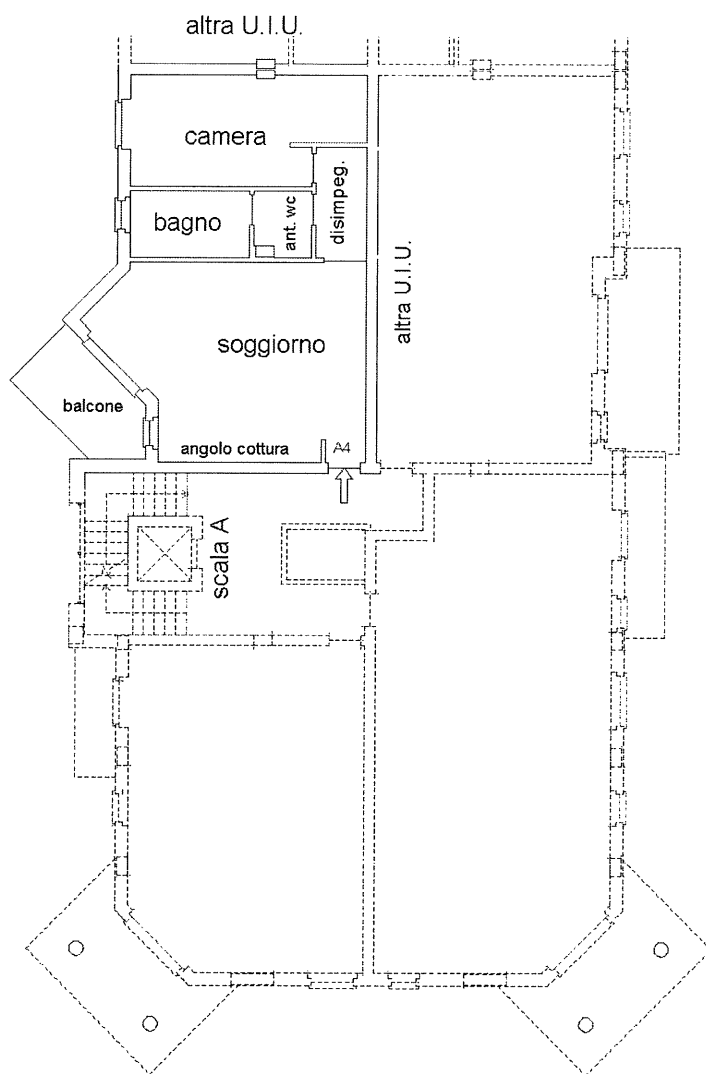 altra U.I.U.
camera
disimpeg.
bagno
ant. wc
altra U.I.U.
soggiorno
balcone
angolo cottura
A4
scala A